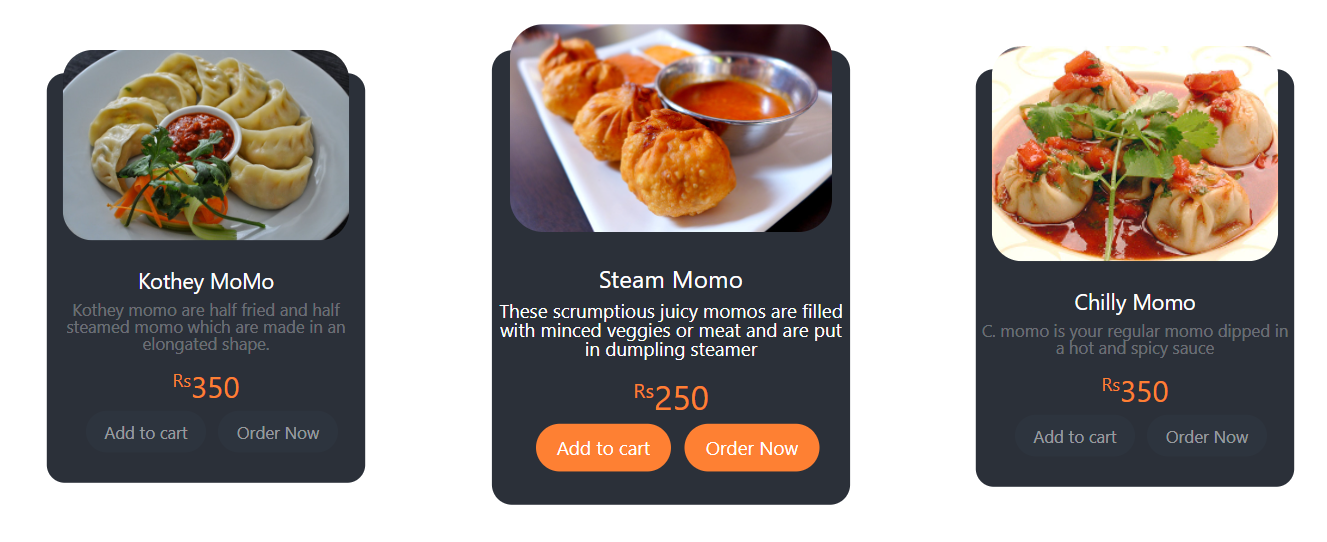 Kothey MoMo
Kothey momo are half fried and half
steamed momo which are made in an
elongated shape.
Rs350
Add to cart Order Now
Steam Momo
These scrumptious juicy momos are filled
with minced veggies or meat and are put
in dumpling steamer
Rs250
Add to cart Order Now
Chilly Momo
C. momo is your regular momo dipped in
a hot and spicy sauce
Rs350
Add to cart Order Now